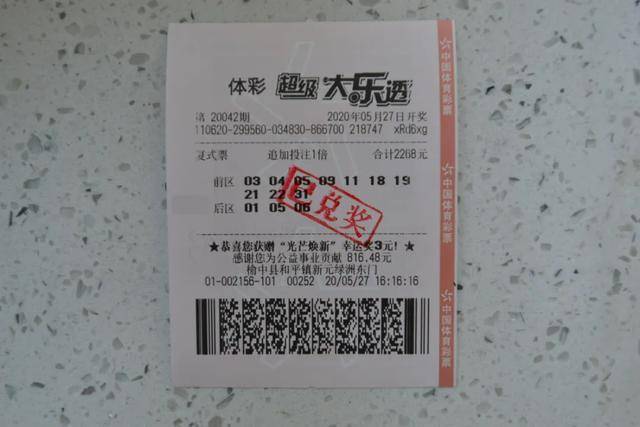 体彩 超级大乐透
第 20042期 2020年05月27日开奖
110620-299560-034830-866700 218747 xRd6xg
复式票 追加投注1倍 合计2268元
前区 03 04 05 09 11 18 19
21 22 31
后区 01 05 06
已兑奖
★恭喜您获赠“光芒焕新”幸运奖3元!★
感谢您为公益事业贡献 816.48元
榆中县和平镇新元绿洲东门
01-002156-101 00252 20/05/27 16:16:16
中国体育彩票
中国体育彩票
中国体育彩票